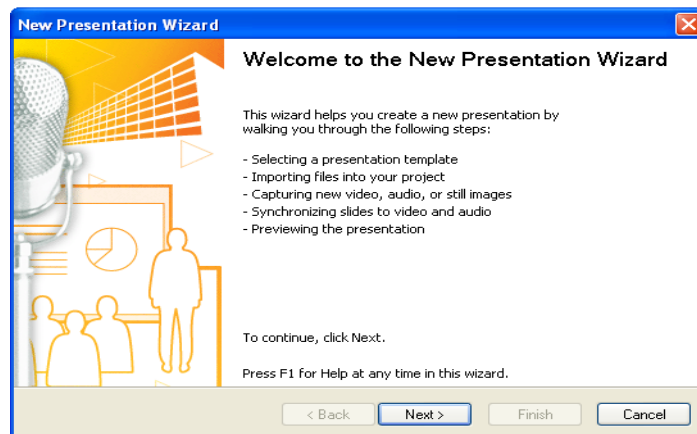 New Presentation Wizard
Welcome to the New Presentation Wizard
This wizard helps you create a new presentation by
walking you through the following steps:
- Selecting a presentation template
- Importing files into your project
- Capturing new video, audio, or still images
- Synchronizing slides to video and audio
- Previewing the presentation
To continue, click Next.
Press F1 for Help at any time in this wizard.
< Back Next > Finish Cancel